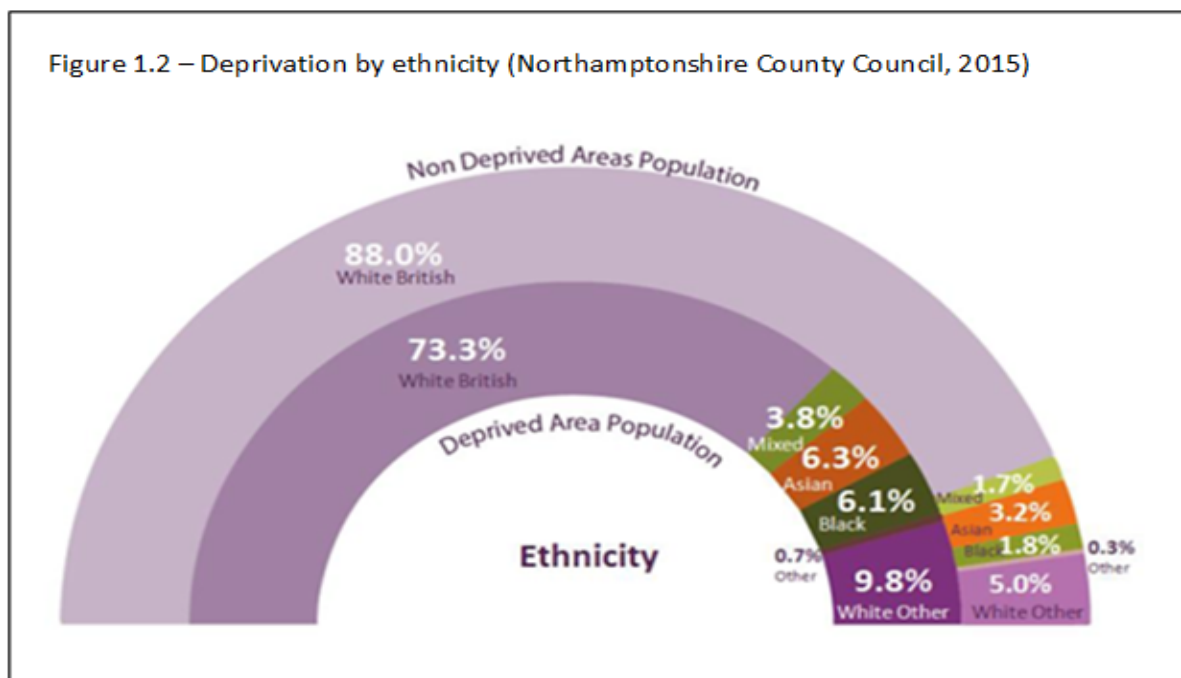 Figure 1.2 – Deprivation by ethnicity (Northamptonshire County Council, 2015)
Non Deprived Areas Population
88.0%
White British
73.3%
White British
Deprived Area Population
3.8%
Mixed
6.3%
Asian
6.1%
Black
0.7%
Other
9.8%
White Other
1.7%
Mixed
3.2%
Asian
1.8%
Black
0.3%
Other
5.0%
White Other
Ethnicity